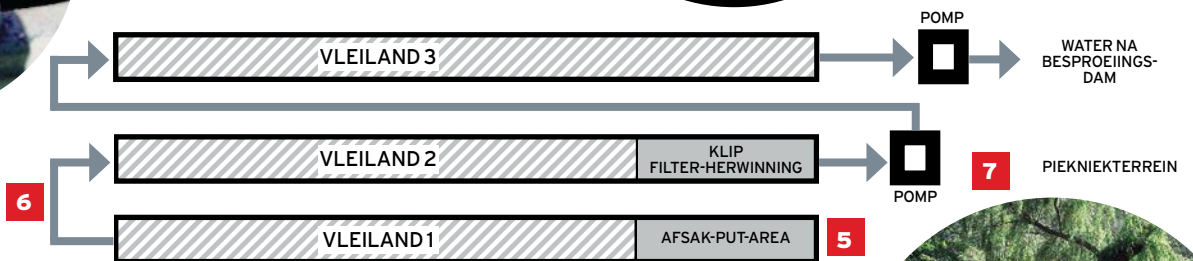 POMP
VLEILAND 3
WATER NA
BESPROEIINGS-
DAM
VLEILAND 2
KLIP
FILTER-HERWINNING
7
PIEKNIEKTERREIN
6
POMP
VLEILAND 1
AFSAK-PUT-AREA
5